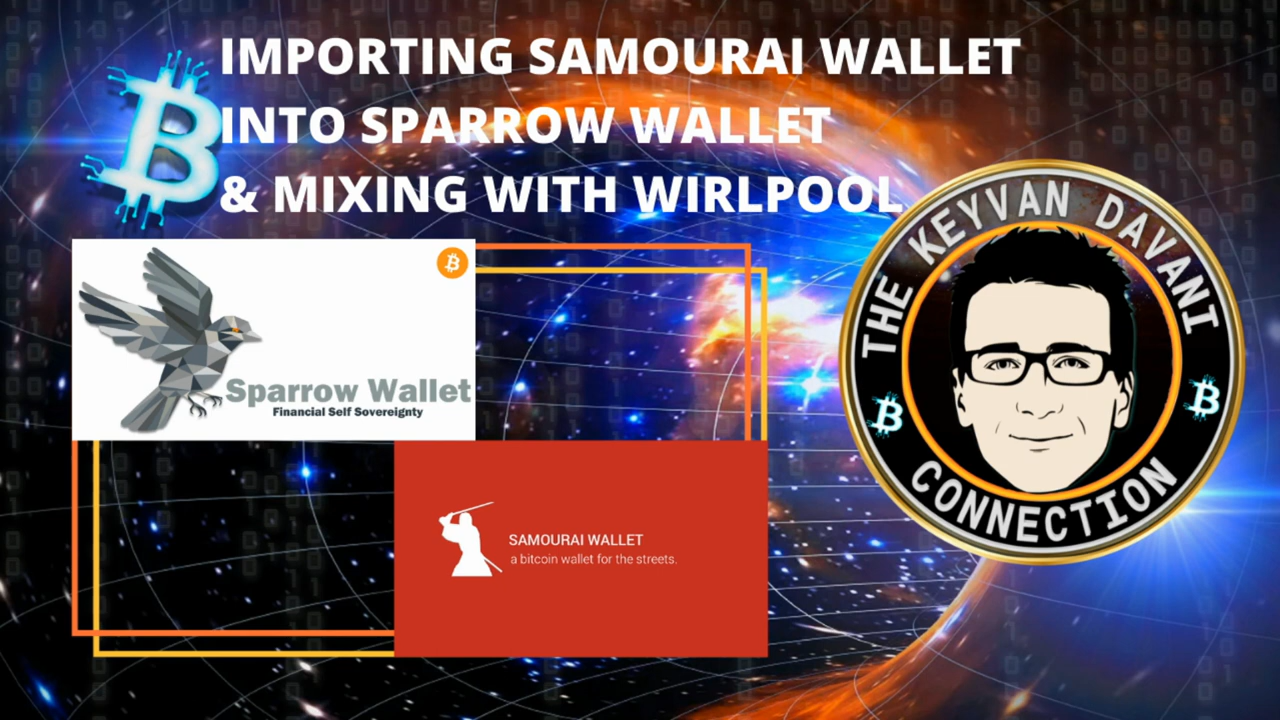 IMPORTING SAMOURAI WALLET
INTO SPARROW WALLET
& MIXING WITH WIRLPOOL
Sparrow Wallet
Financial Self Sovereignty
SAMOURAI WALLET
a bitcoin wallet for the streets.
THE KEYVAN DAVANI
CONNECTION